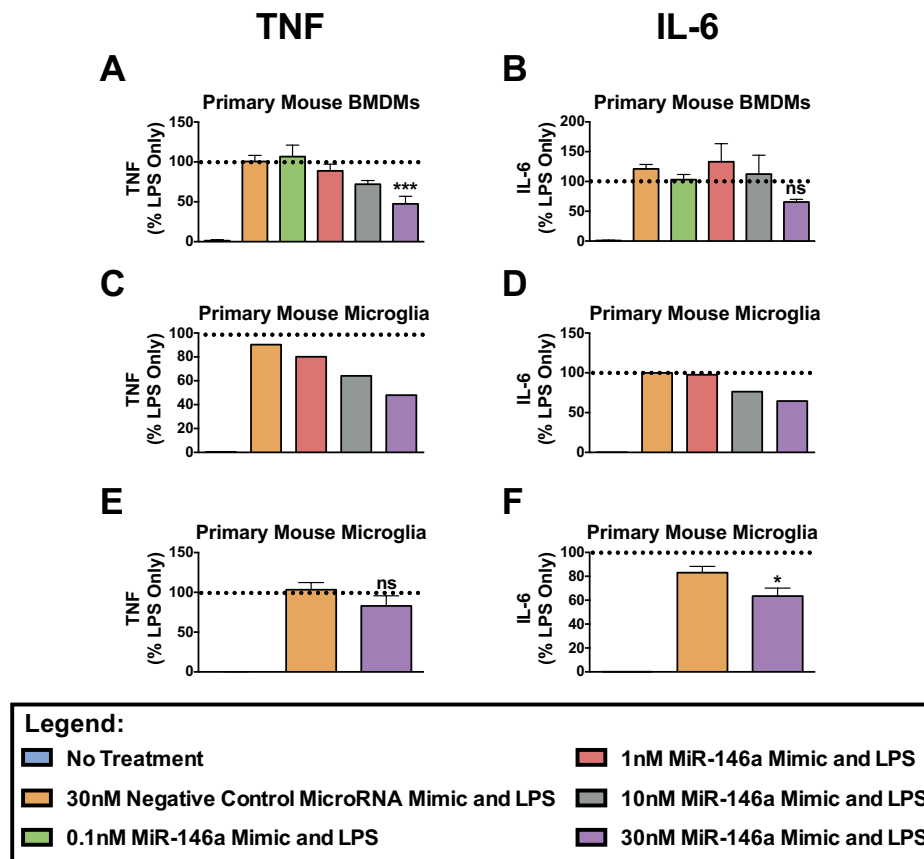 TNF
IL-6
A
Primary Mouse BMDMs
TNF
(% LPS Only)
150
100
50
0
***
B
Primary Mouse BMDMs
IL-6
(% LPS Only)
200
150
100
50
0
ns
C
Primary Mouse Microglia
TNF
(% LPS Only)
100
80
60
40
20
0
D
Primary Mouse Microglia
IL-6
(% LPS Only)
150
100
50
0
E
Primary Mouse Microglia
TNF
(% LPS Only)
150
100
50
0
ns
F
Primary Mouse Microglia
IL-6
(% LPS Only)
100
80
60
40
20
0
*
Legend:
No Treatment
30nM Negative Control MicroRNA Mimic and LPS
0.1nM MiR-146a Mimic and LPS
1nM MiR-146a Mimic and LPS
10nM MiR-146a Mimic and LPS
30nM MiR-146a Mimic and LPS